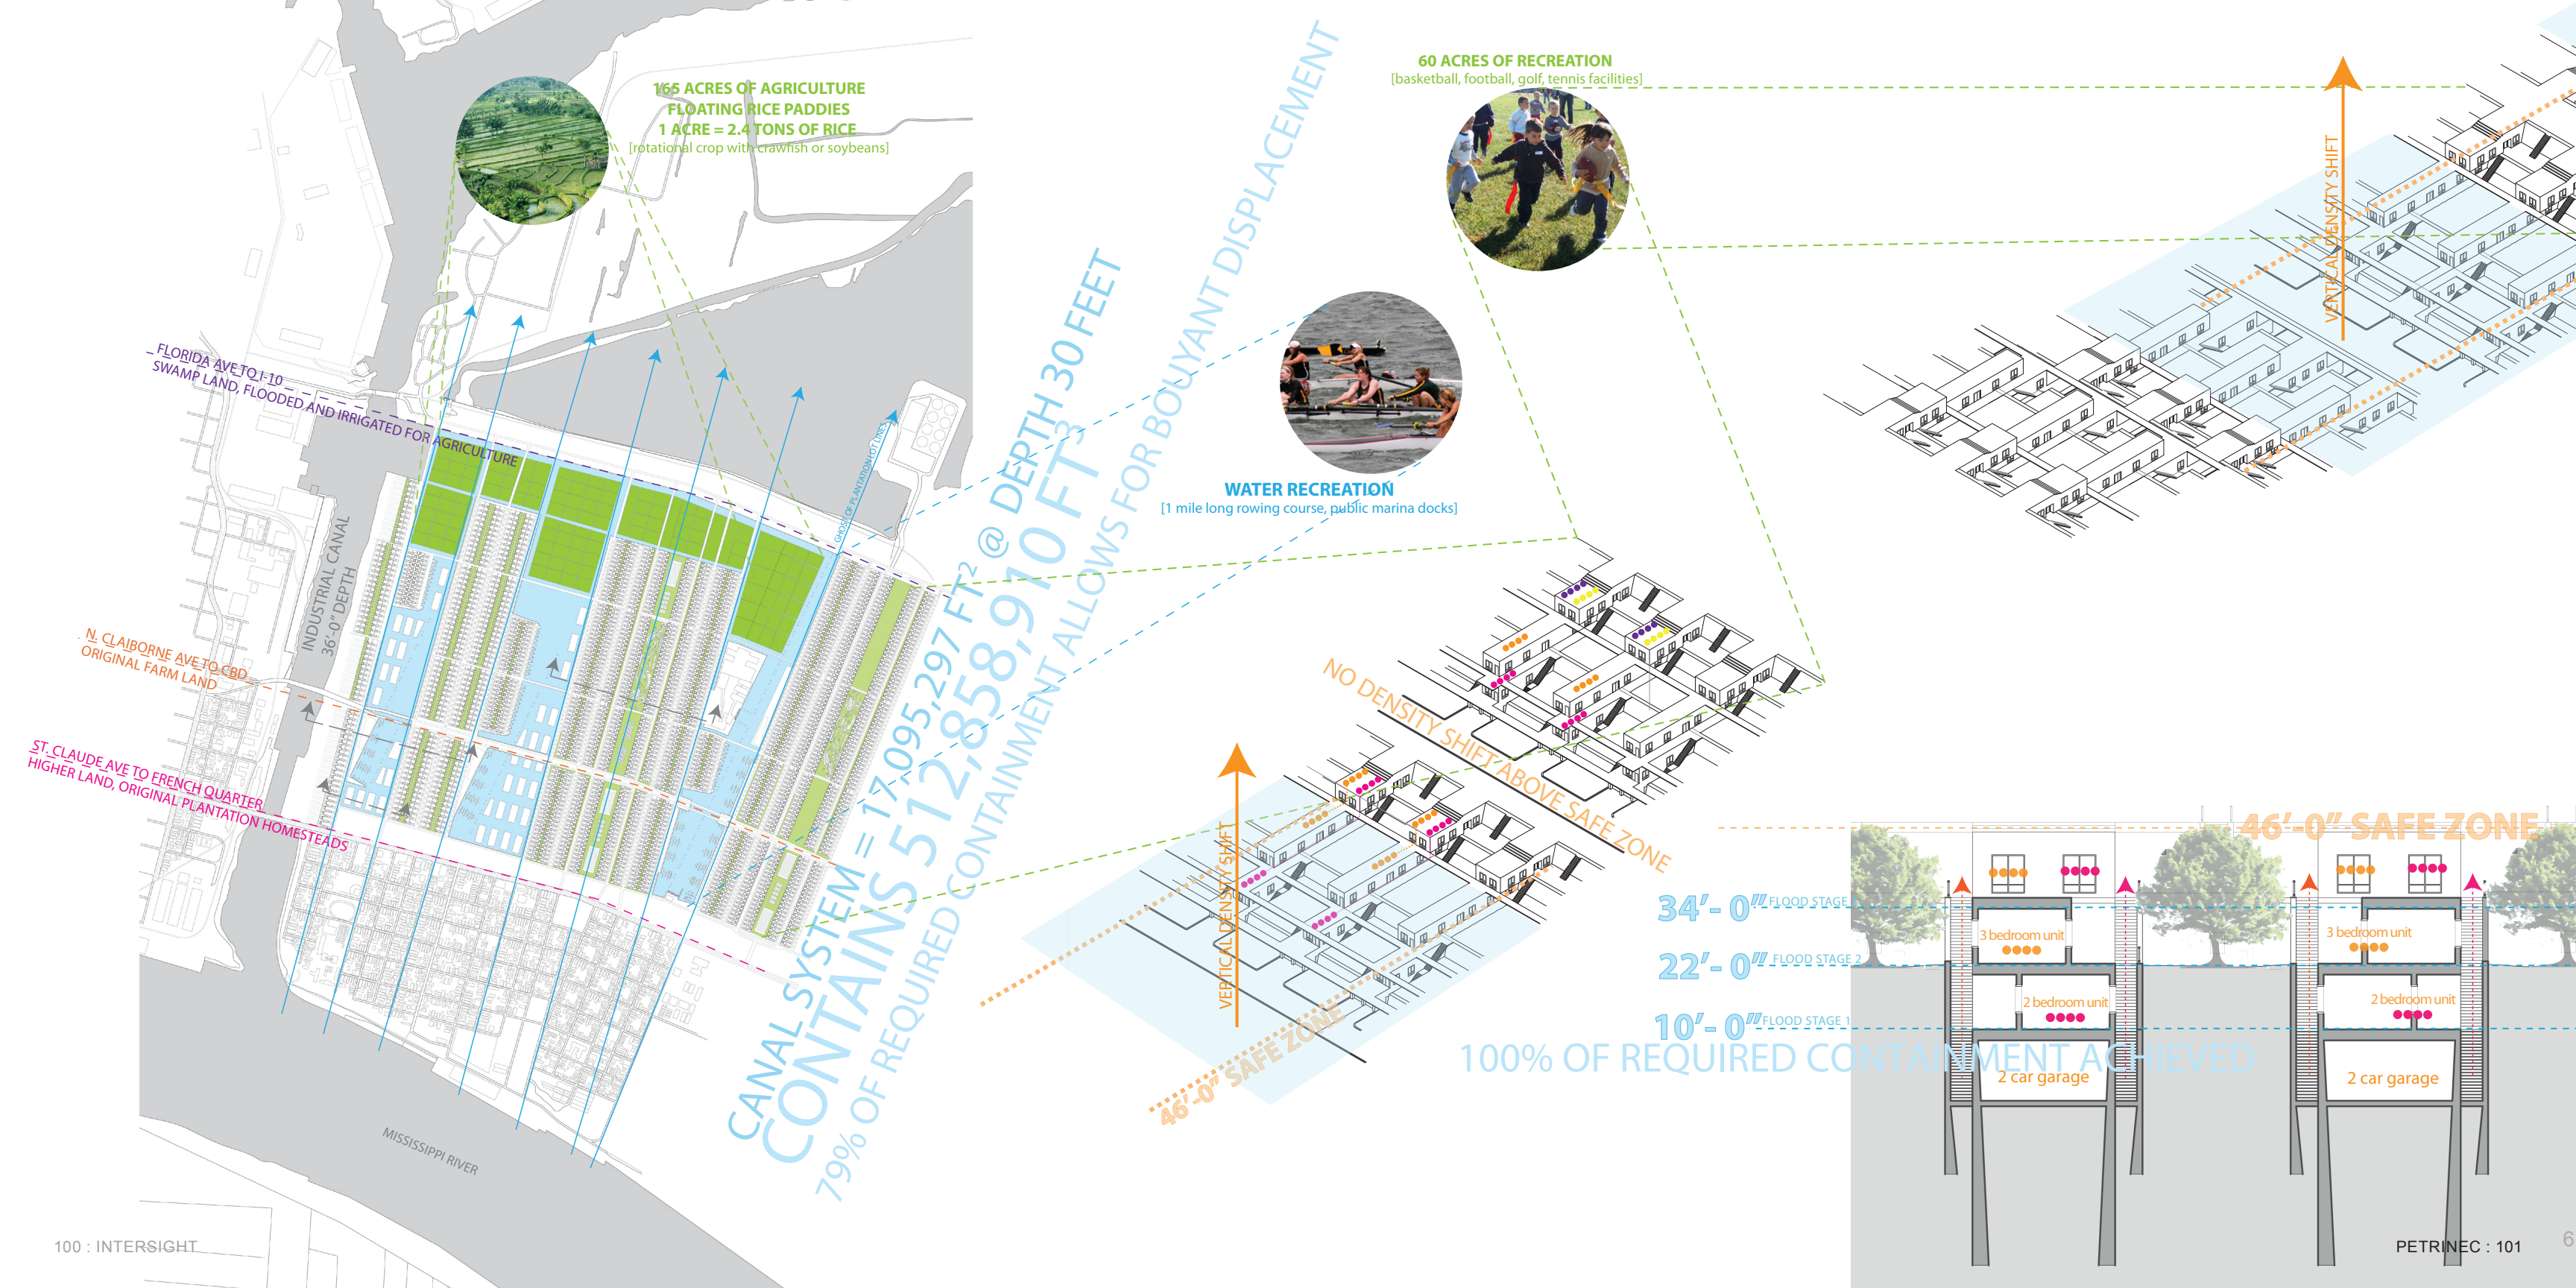 165 ACRES OF AGRICULTURE
FLOATING RICE PADDIES
1 ACRE = 2.4 TONS OF RICE
[rotational crop with crawfish or soybeans]
FLORIDA AVE TO I-10
SWAMP LAND, FLOODED AND IRRIGATED FOR AGRICULTURE
INDUSTRIAL CANAL
36'-0" DEPTH
N. CLAIBORNE AVE TO CBD
ORIGINAL FARM LAND
ST. CLAUDE AVE TO FRENCH QUARTER
HIGHER LAND, ORIGINAL PLANTATION HOMESTEADS
GHOST OF PLANTATION LOT LINES
MISSISSIPPI RIVER
CANAL SYSTEM = 17,095,297 FT² @ DEPTH 30 FEET
CONTAINS 512,858,910 FT³
79% OF REQUIRED CONTAINMENT ALLOWS FOR BOUYANT DISPLACEMENT
60 ACRES OF RECREATION
[basketball, football, golf, tennis facilities]
WATER RECREATION
[1 mile long rowing course, public marina docks]
VERTICAL DENSITY SHIFT
NO DENSITY SHIFT ABOVE SAFE ZONE
VERTICAL DENSITY SHIFT
46'-0" SAFE ZONE
46'-0" SAFE ZONE
34'- 0" FLOOD STAGE
22'- 0" FLOOD STAGE 2
10'- 0" FLOOD STAGE 1
100% OF REQUIRED CONTAINMENT ACHIEVED
3 bedroom unit
2 bedroom unit
2 car garage
3 bedroom unit
2 bedroom unit
2 car garage
100 : INTERSIGHT
PETRINEC : 101
6